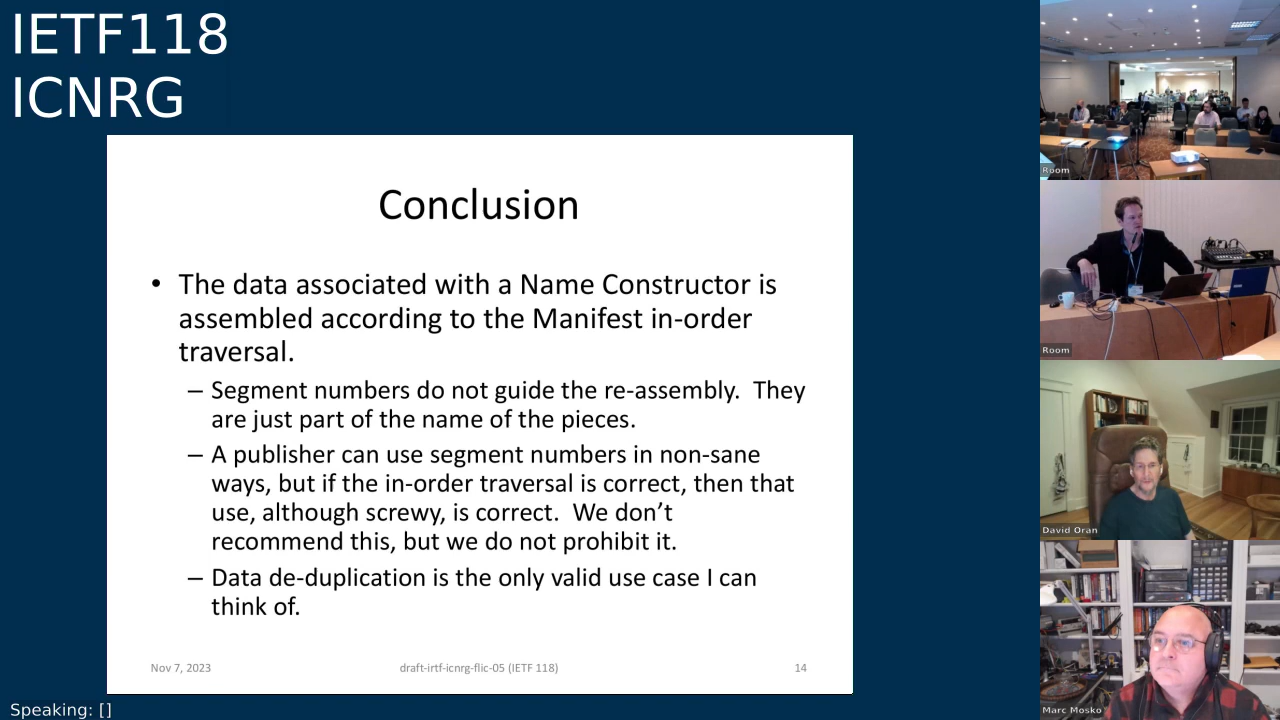 IETF118
ICNRG
Conclusion
• The data associated with a Name Constructor is
assembled according to the Manifest in-order
traversal.
– Segment numbers do not guide the re-assembly.  They
are just part of the name of the pieces.
– A publisher can use segment numbers in non-sane
ways, but if the in-order traversal is correct, then that
use, although screwy, is correct.  We don’t
recommend this, but we do not prohibit it.
– Data de-duplication is the only valid use case I can
think of.
Nov 7, 2023
draft-irtf-icnrg-flic-05 (IETF 118)
14
Speaking: []
Room
Room
David Oran
Marc Mosko